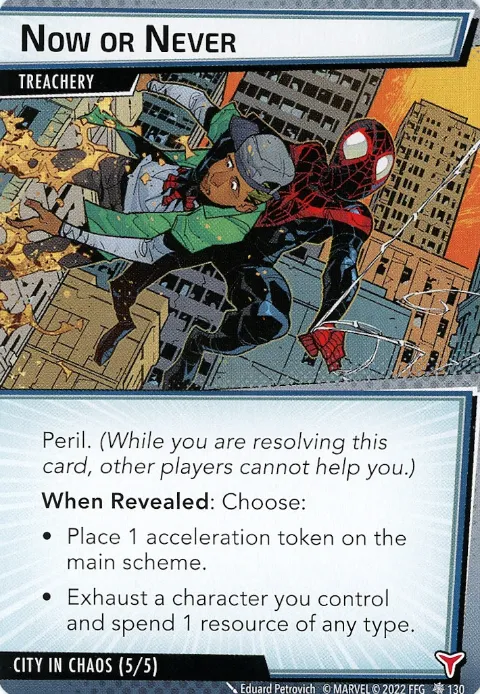 NOW OR NEVER
TREACHERY
Peril. (While you are resolving this
card, other players cannot help you.)
When Revealed: Choose:
• Place 1 acceleration token on the
main scheme.
• Exhaust a character you control
and spend 1 resource of any type.
CITY IN CHAOS (5/5)
Eduard Petrovich © MARVEL © 2022 FFG 130